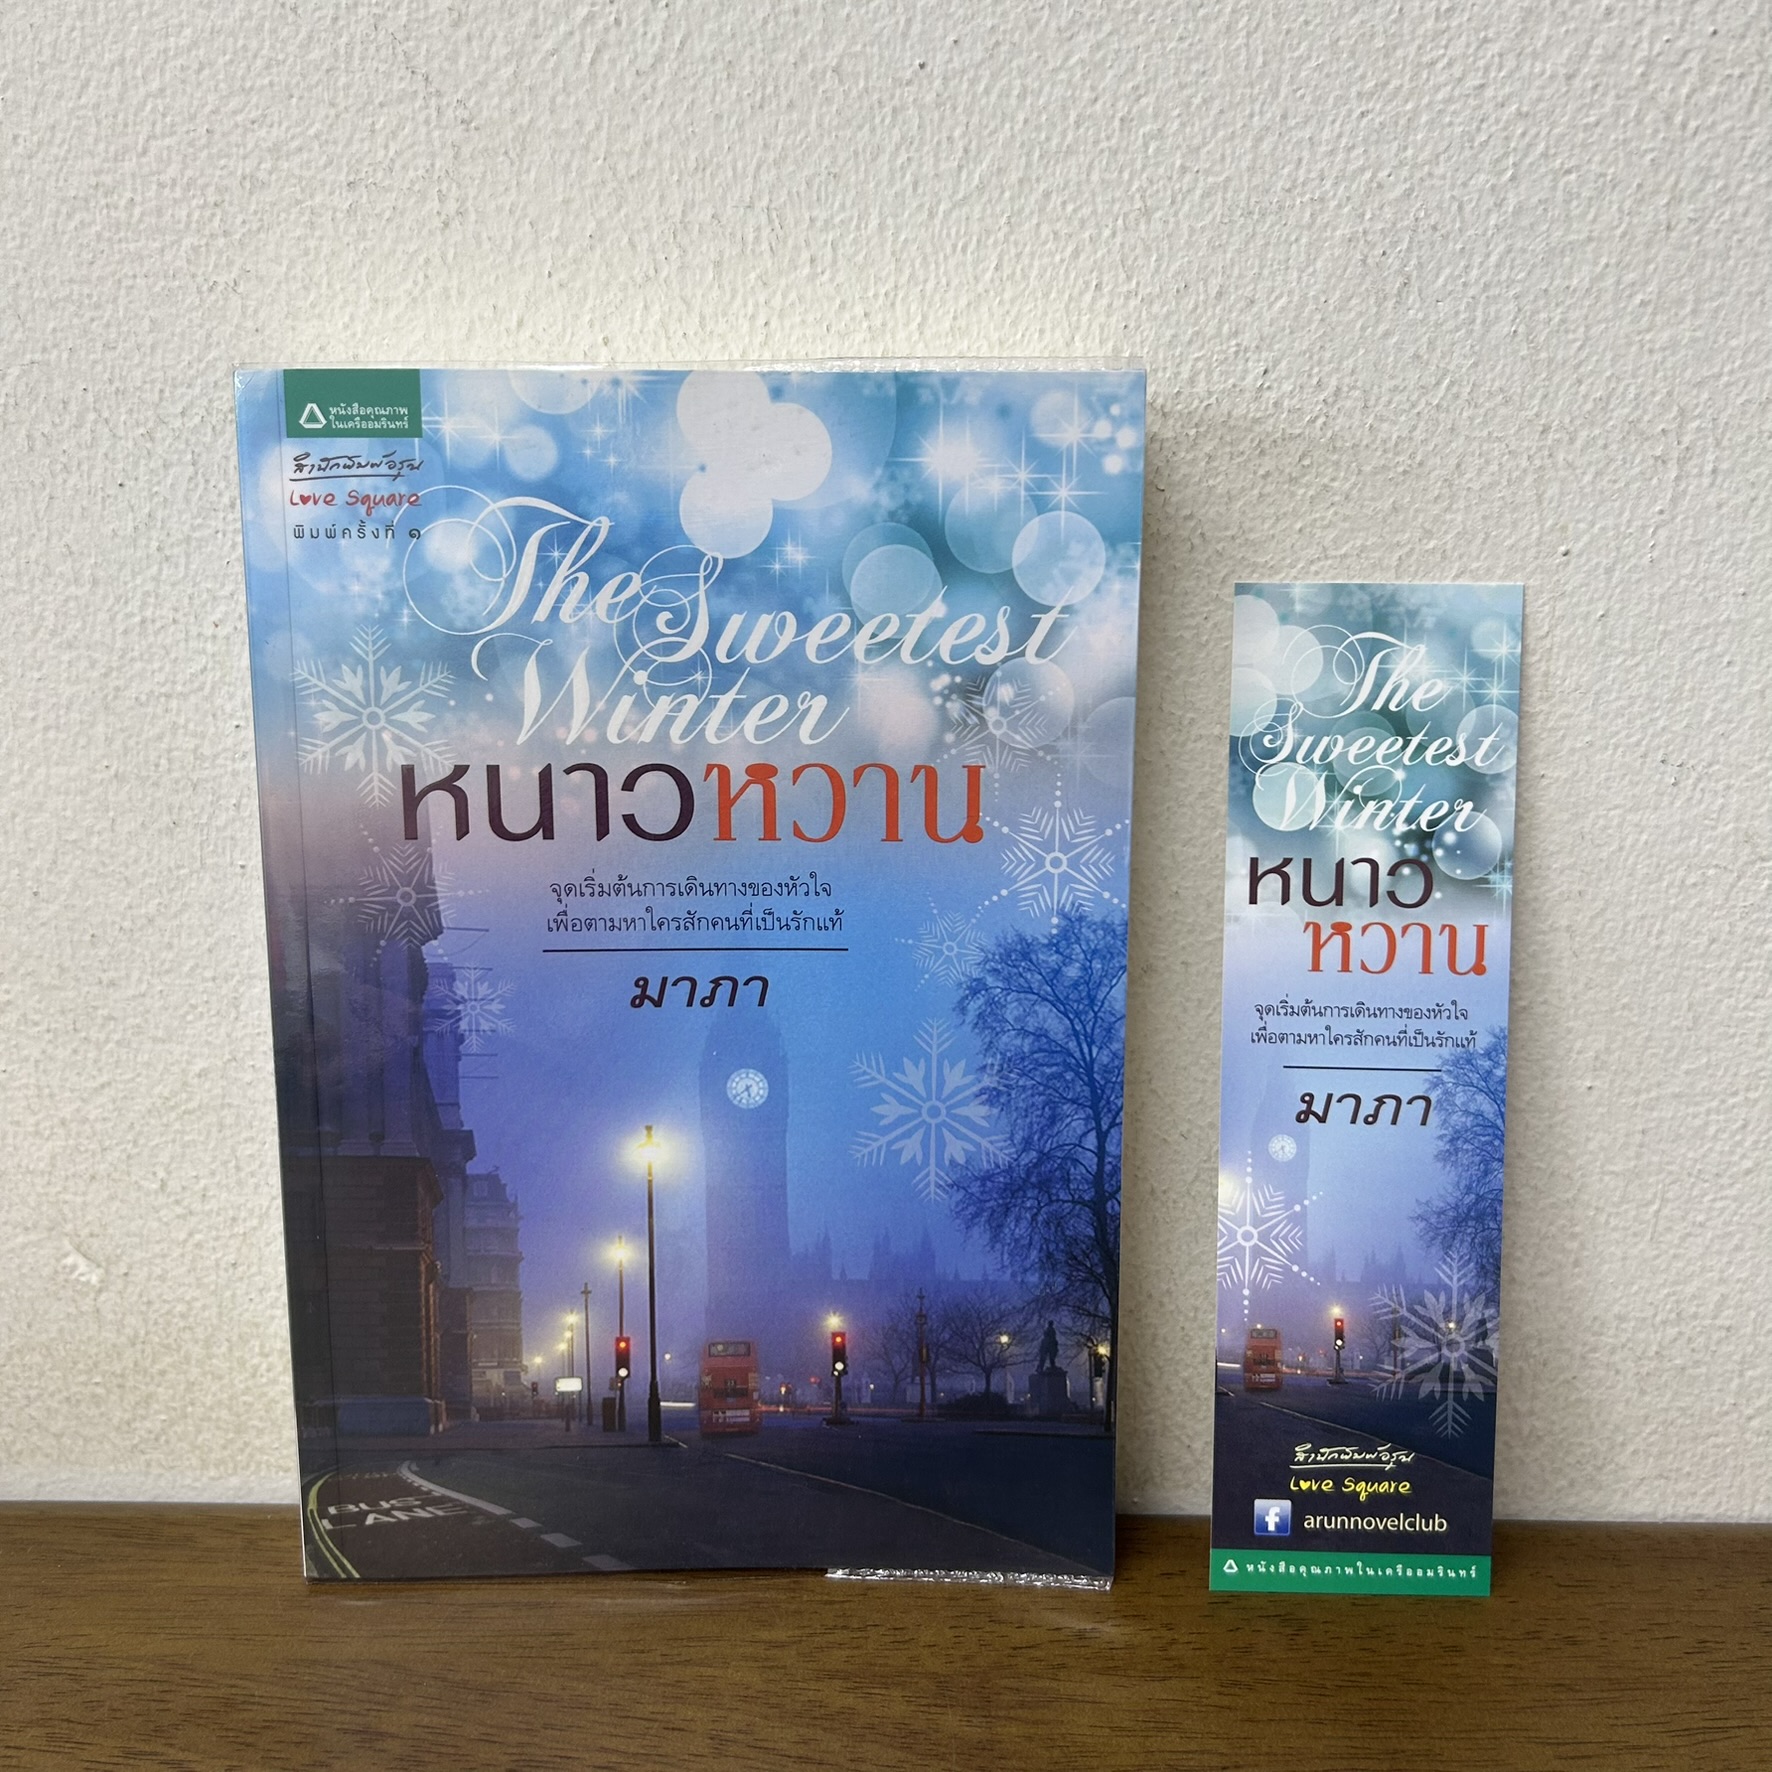 หนังสือคุณภาพ
ในเครืออมรินทร์
สำนักพิมพ์อรุณ
Love Square
พิมพ์ครั้งที่ ๑
The Sweetest
Winter
หนาวหวาน
จุดเริ่มต้นการเดินทางของหัวใจ
เพื่อตามหาใครสักคนที่เป็นรักแท้
มาภา
BUS
LANE
The
Sweetest
Winter
หนาว
หวาน
จุดเริ่มต้นการเดินทางของหัวใจ
เพื่อตามหาใครสักคนที่เป็นรักแท้
มาภา
สำนักพิมพ์อรุณ
Love Square
f arunnovelclub
หนังสือคุณภาพในเครืออมรินทร์